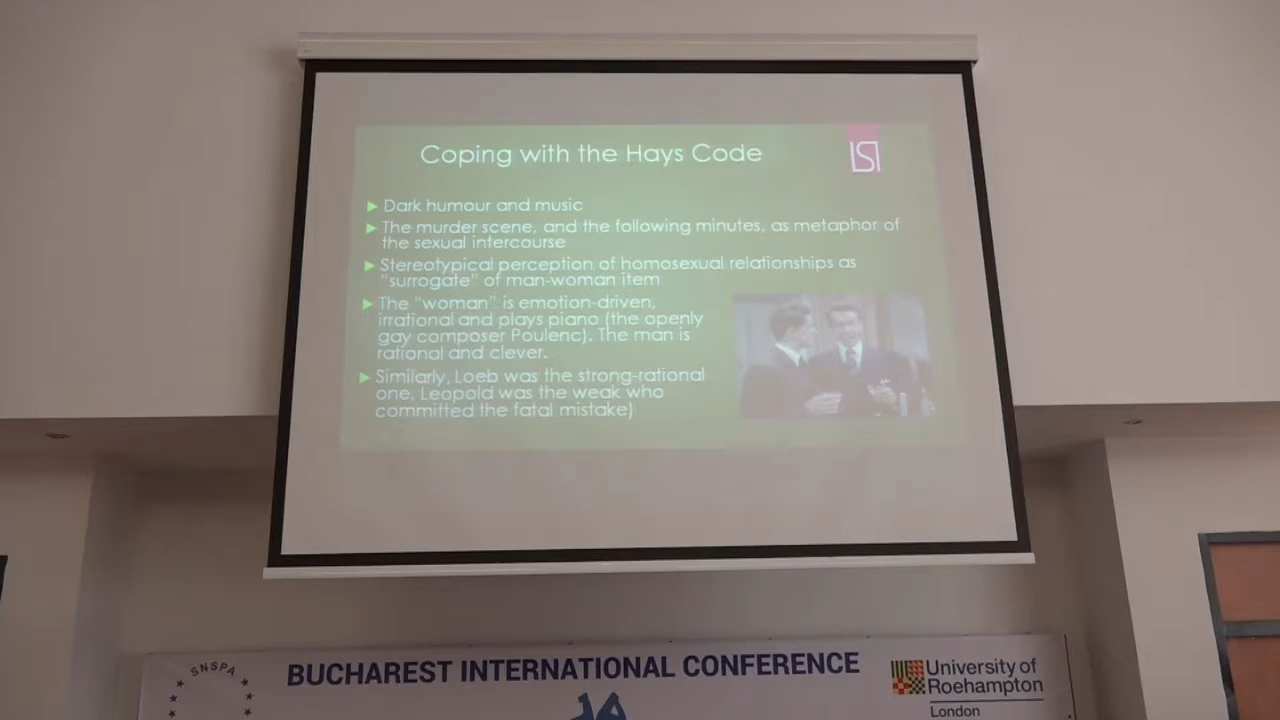 Coping with the Hays Code
LSI
Dark humour and music
The murder scene, and the following minutes, as metaphor of
the sexual intercourse
Stereotypical perception of homosexual relationships as
"surrogate" of man-woman item
The "woman" is emotion-driven,
irrational and plays piano (the openly
gay composer Poulenc). The man is
rational and clever.
Similarly, Loeb was the strong-rational
one, Leopold was the weak who
committed the fatal mistake)
SNSPA
BUCHAREST INTERNATIONAL CONFERENCE
University of
Roehampton
London